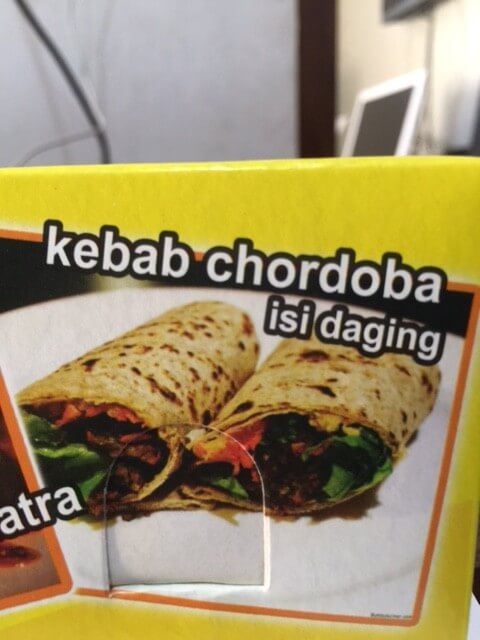 kebab chordoba
isi daging
atra